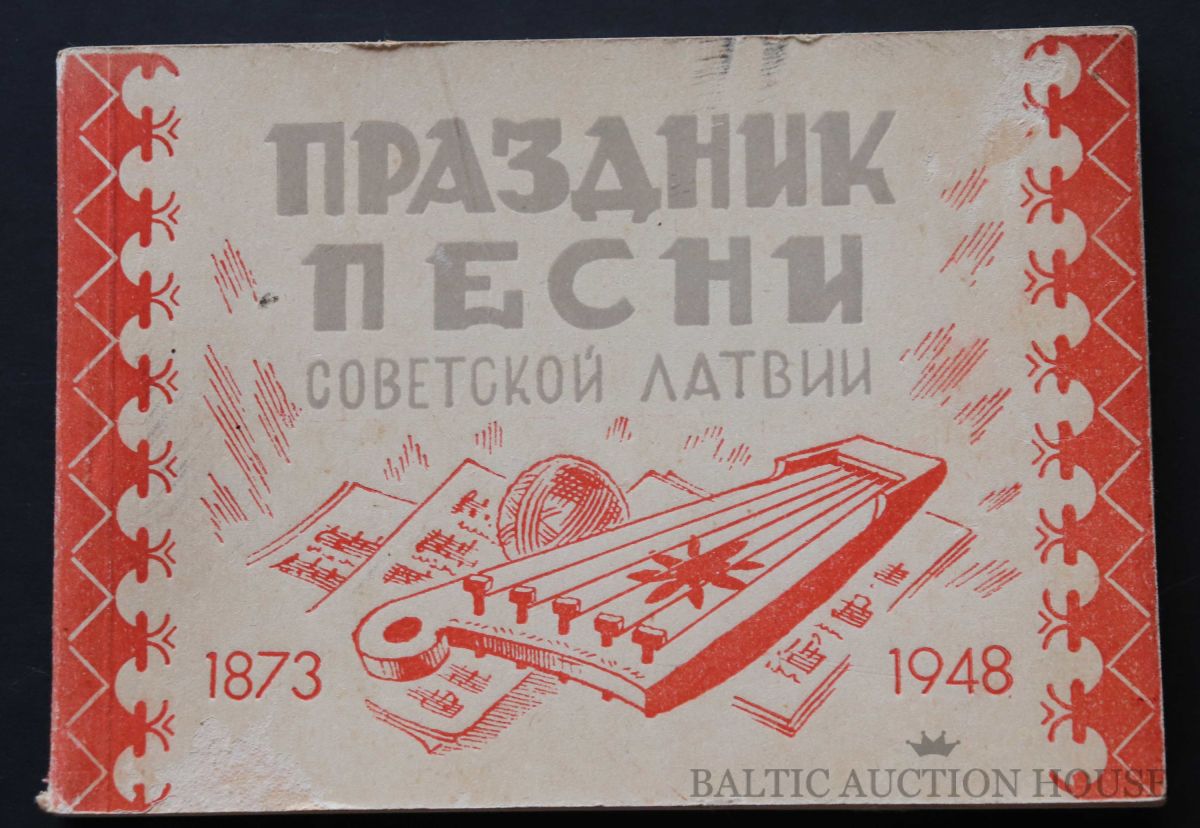 ПРАЗДНИК
ПЕСНИ
СОВЕТСКОЙ ЛАТВИИ
1873
1948
BALTIC AUCTION HOUSE